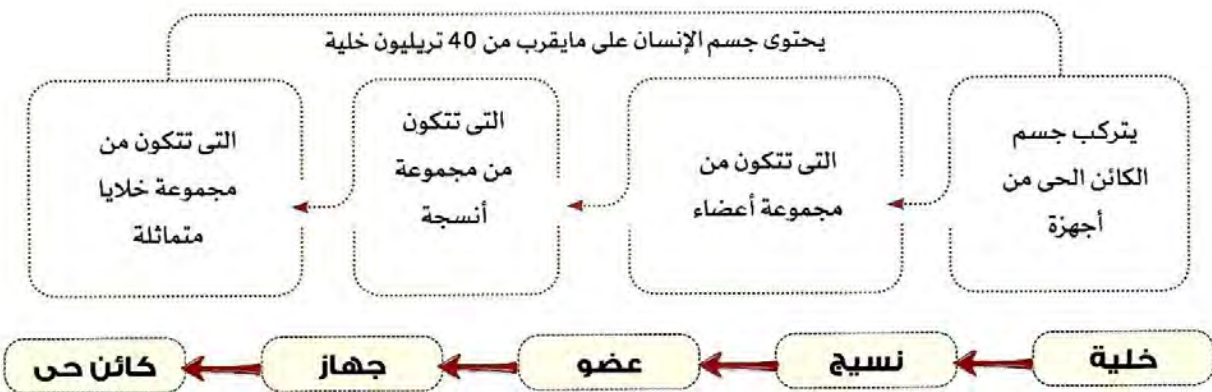 يحتوى جسم الإنسان على مايقرب من 40 تريليون خلية
يتركب جسم
الكائن الحى من
أجهزة
التى تتكون من
مجموعة أعضاء
التى تتكون
من مجموعة
أنسجة
التى تتكون من
مجموعة خلايا
متماثلة
خلية
نسيج
عضو
جهاز
كائن حى